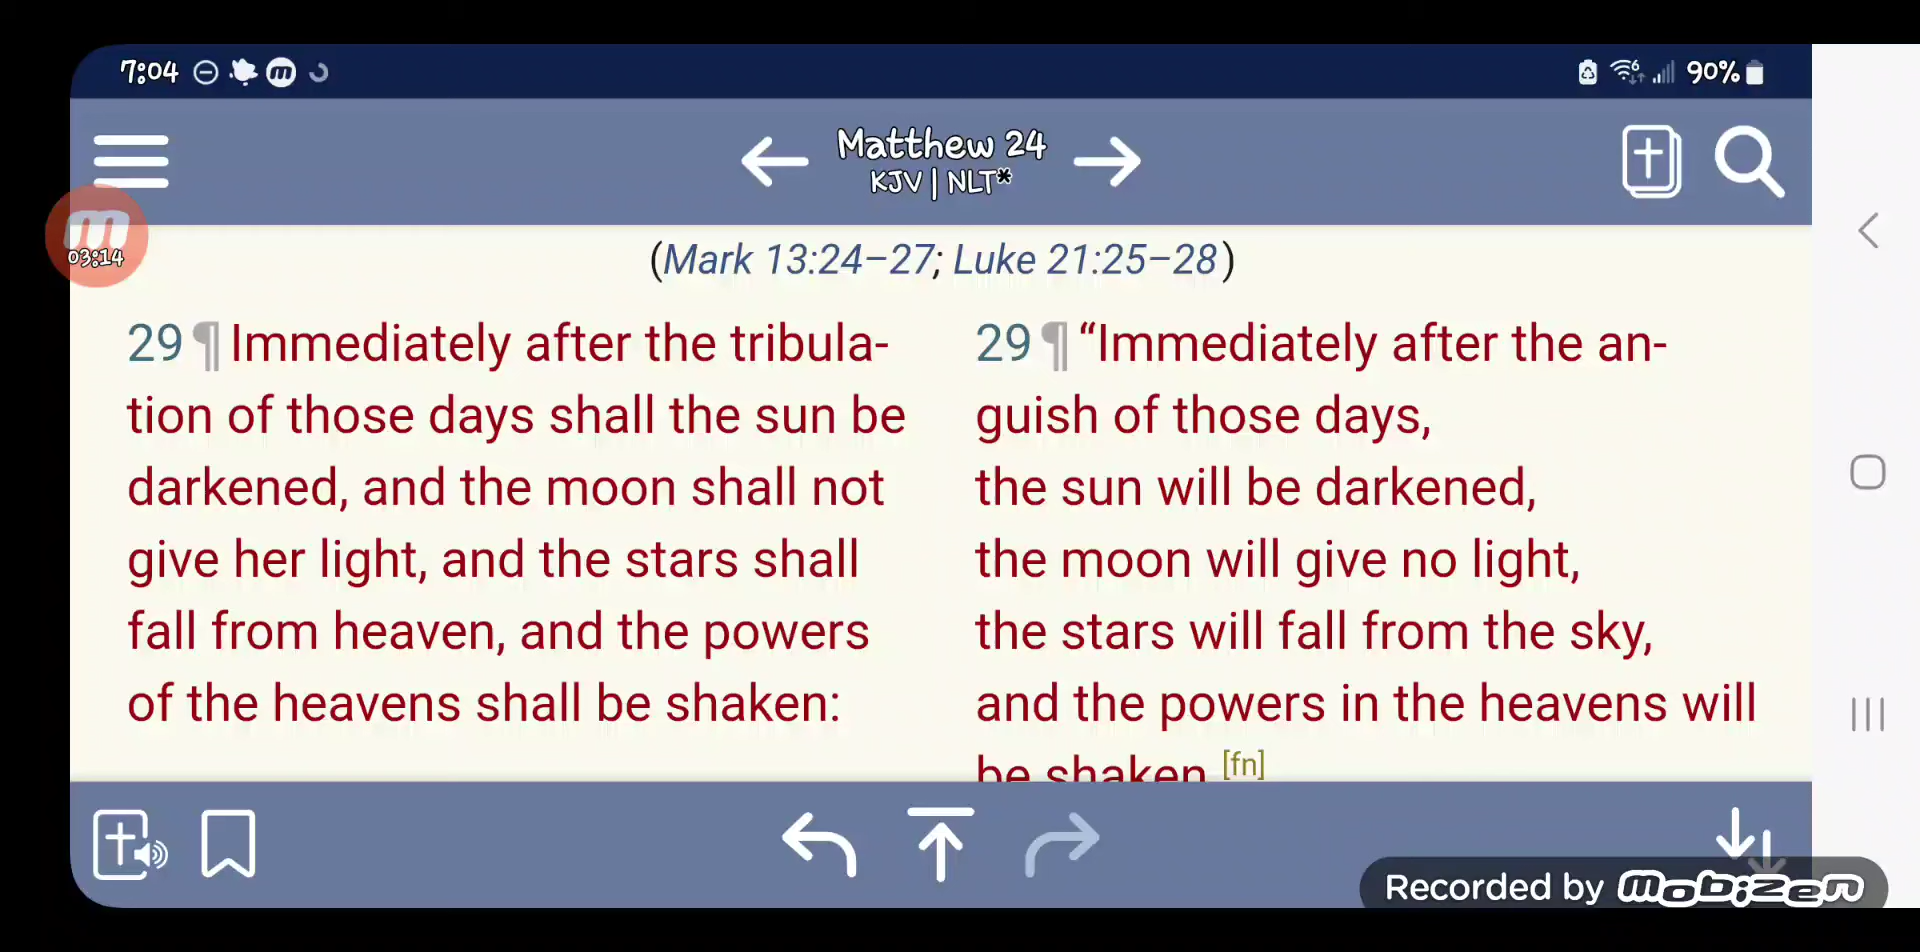 7:04 m 6 90%
Matthew 24
KJV | NLT*
m
03:14
(Mark 13:24–27; Luke 21:25–28)
29 ¶ Immediately after the tribula-
tion of those days shall the sun be
darkened, and the moon shall not
give her light, and the stars shall
fall from heaven, and the powers
of the heavens shall be shaken:
29 ¶ “Immediately after the an-
guish of those days,
the sun will be darkened,
the moon will give no light,
the stars will fall from the sky,
and the powers in the heavens will
be shaken [fn]
Recorded by mobizen